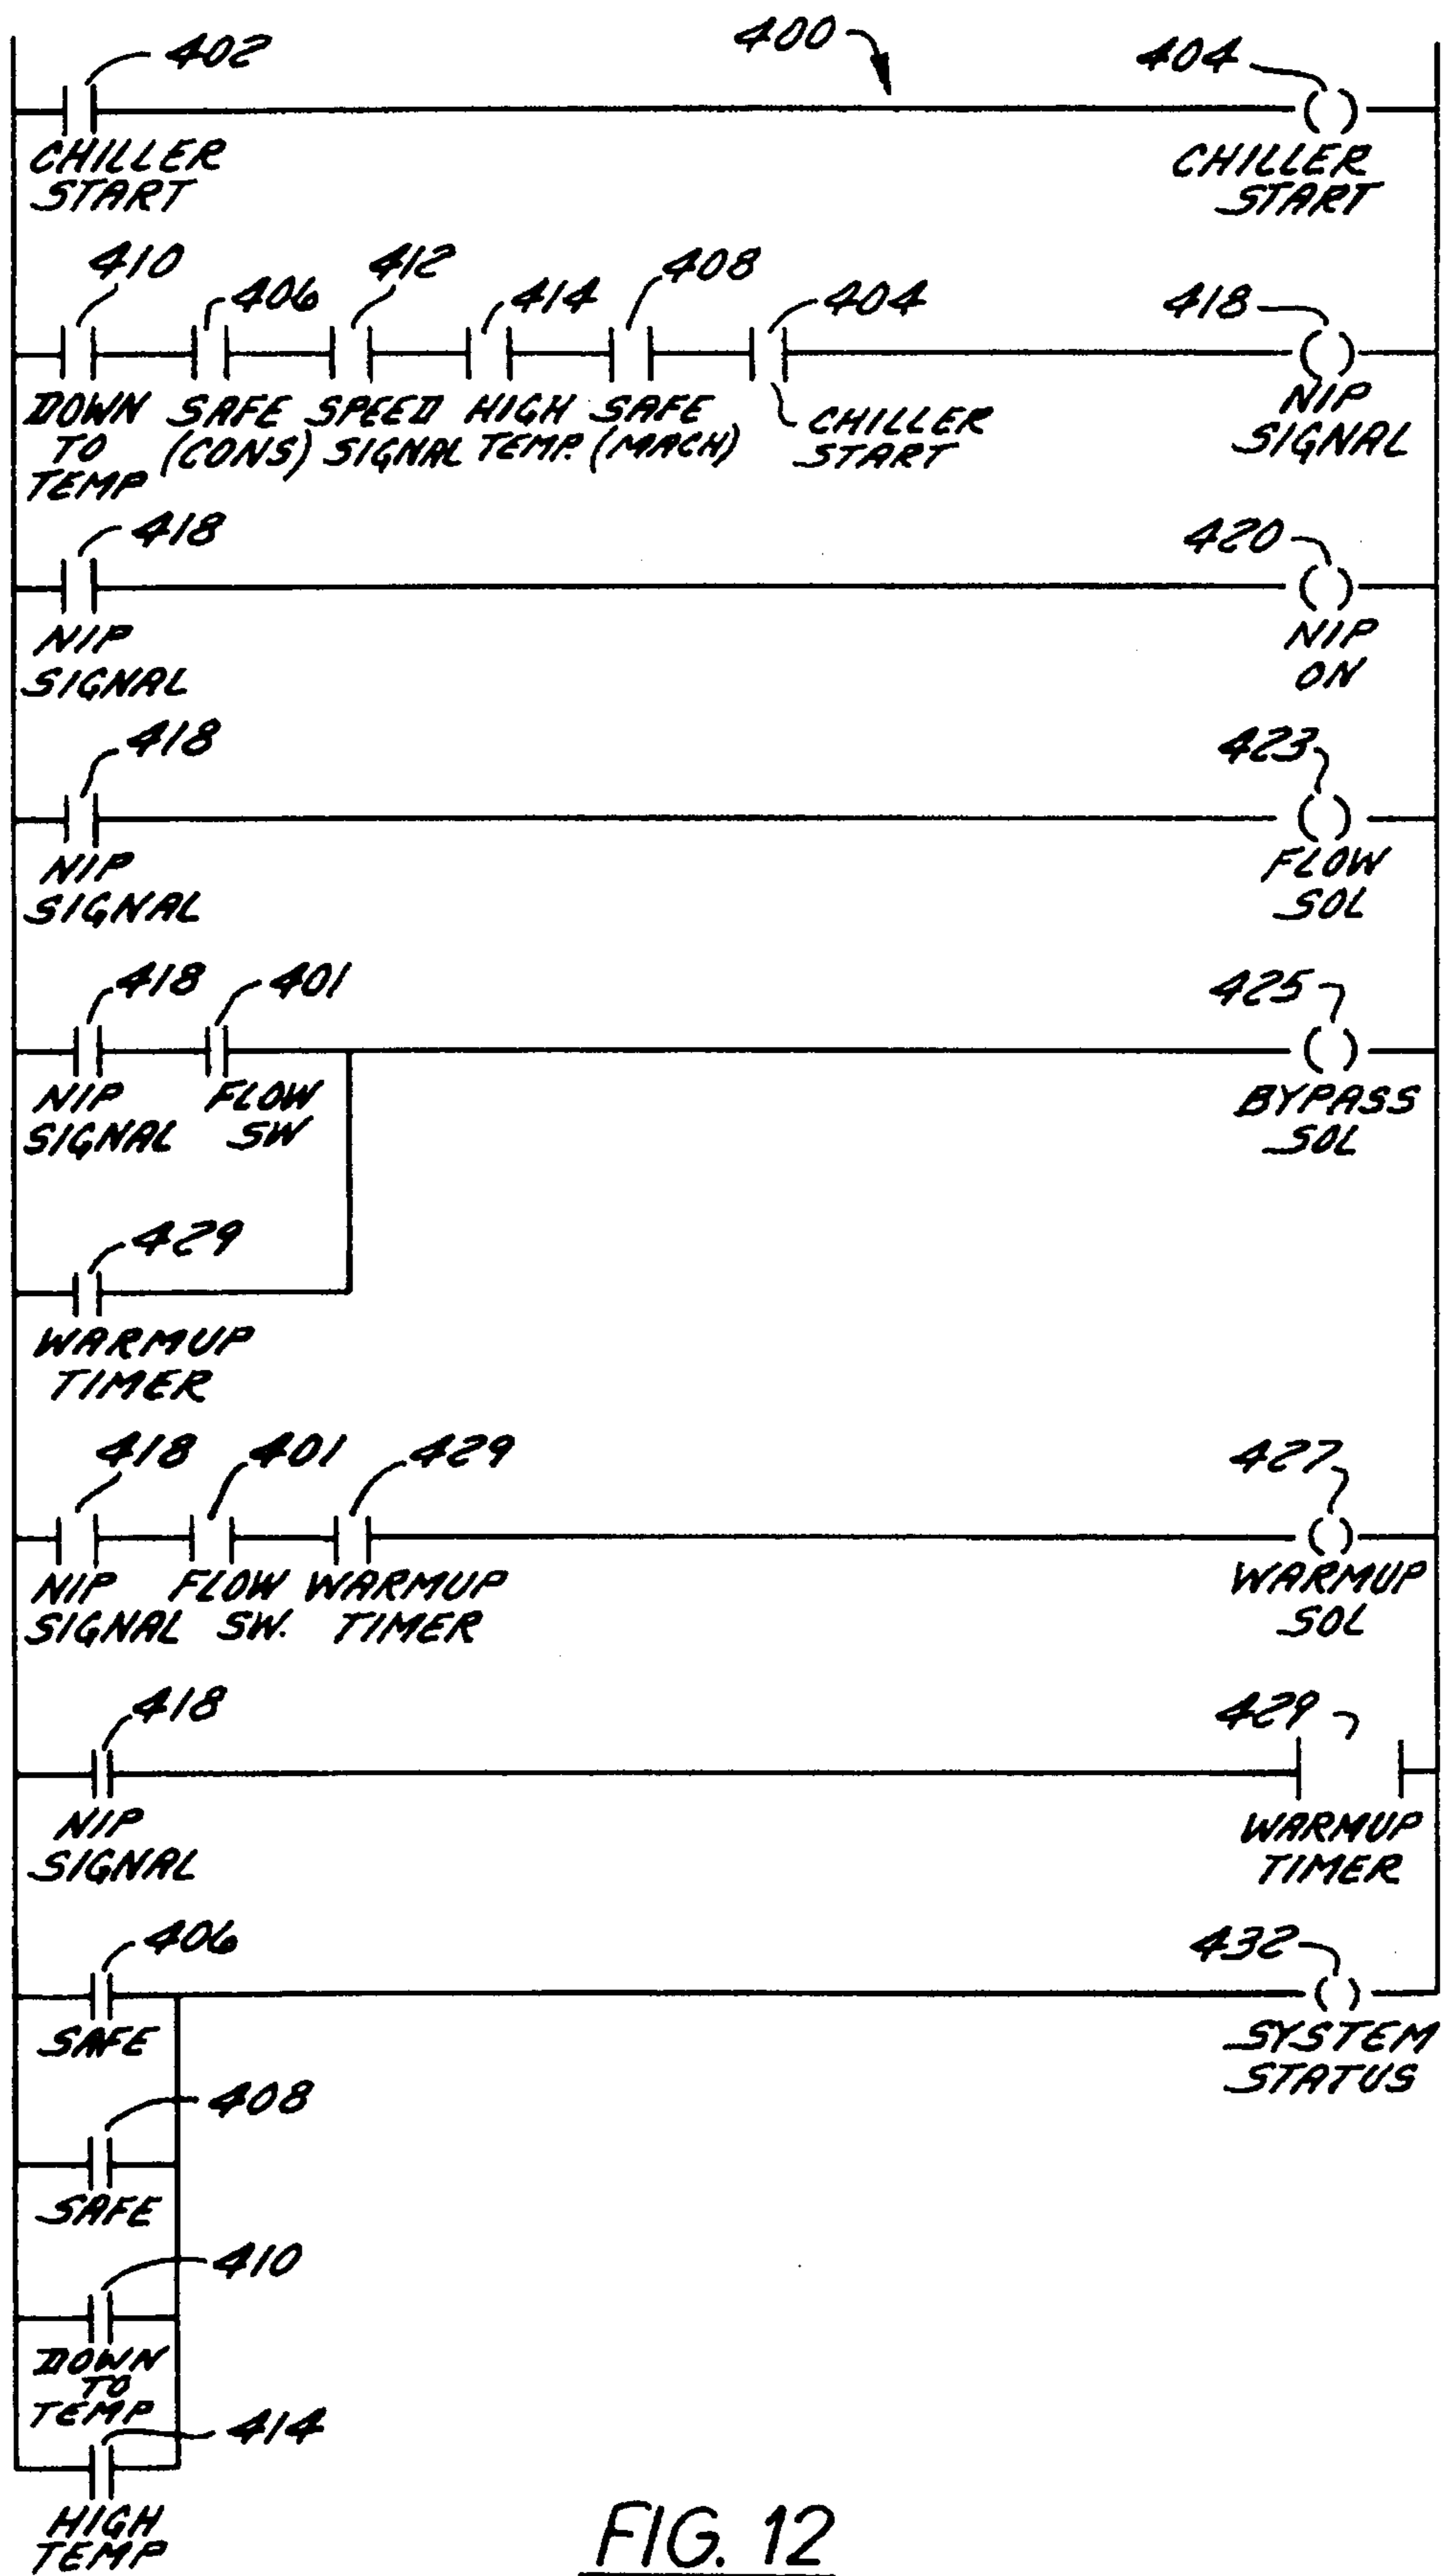 402
400
404
CHILLER
START
CHILLER
START
410
406
412
414
408
404
418
DOWN
TO
TEMP
SAFE
(CONS)
SPEED
SIGNAL
HIGH
TEMP.
SAFE
(MACH)
CHILLER
START
NIP
SIGNAL
418
420
NIP
SIGNAL
NIP
ON
418
423
NIP
SIGNAL
FLOW
SOL
418
401
425
NIP
SIGNAL
FLOW
SW
BYPASS
SOL
429
WARMUP
TIMER
418
401
429
427
NIP
SIGNAL
FLOW
SW.
WARMUP
TIMER
WARMUP
SOL
418
429
NIP
SIGNAL
WARMUP
TIMER
406
432
SAFE
SYSTEM
STATUS
408
SAFE
410
DOWN
TO
TEMP
414
HIGH
TEMP
FIG. 12